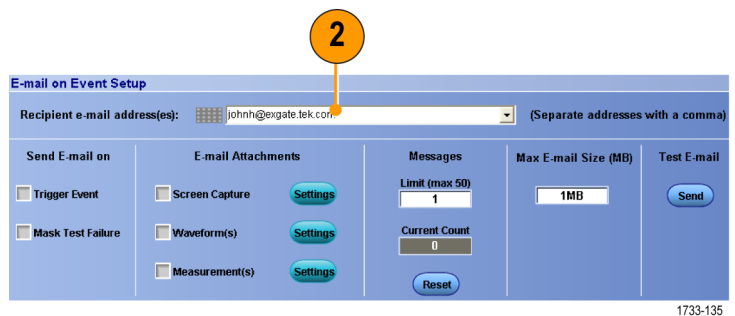 2
E-mail on Event Setup
Recipient e-mail address(es): johnh@exgate.tek.com (Separate addresses with a comma)
Send E-mail on E-mail Attachments Messages Max E-mail Size (MB) Test E-mail
Limit (max 50)
Trigger Event Screen Capture Settings 1 1MB Send
Mask Test Failure Waveform(s) Settings Current Count
0
Measurement(s) Settings Reset
1733-135